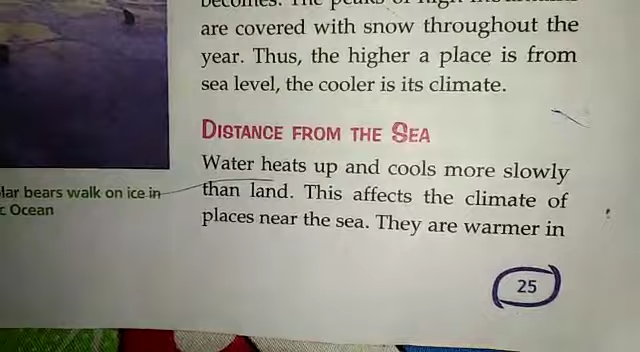 are covered with snow throughout the
year. Thus, the higher a place is from
sea level, the cooler is its climate.
DISTANCE FROM THE SEA
Water heats up and cools more slowly
than land. This affects the climate of
places near the sea. They are warmer in
lar bears walk on ice in
c Ocean
25